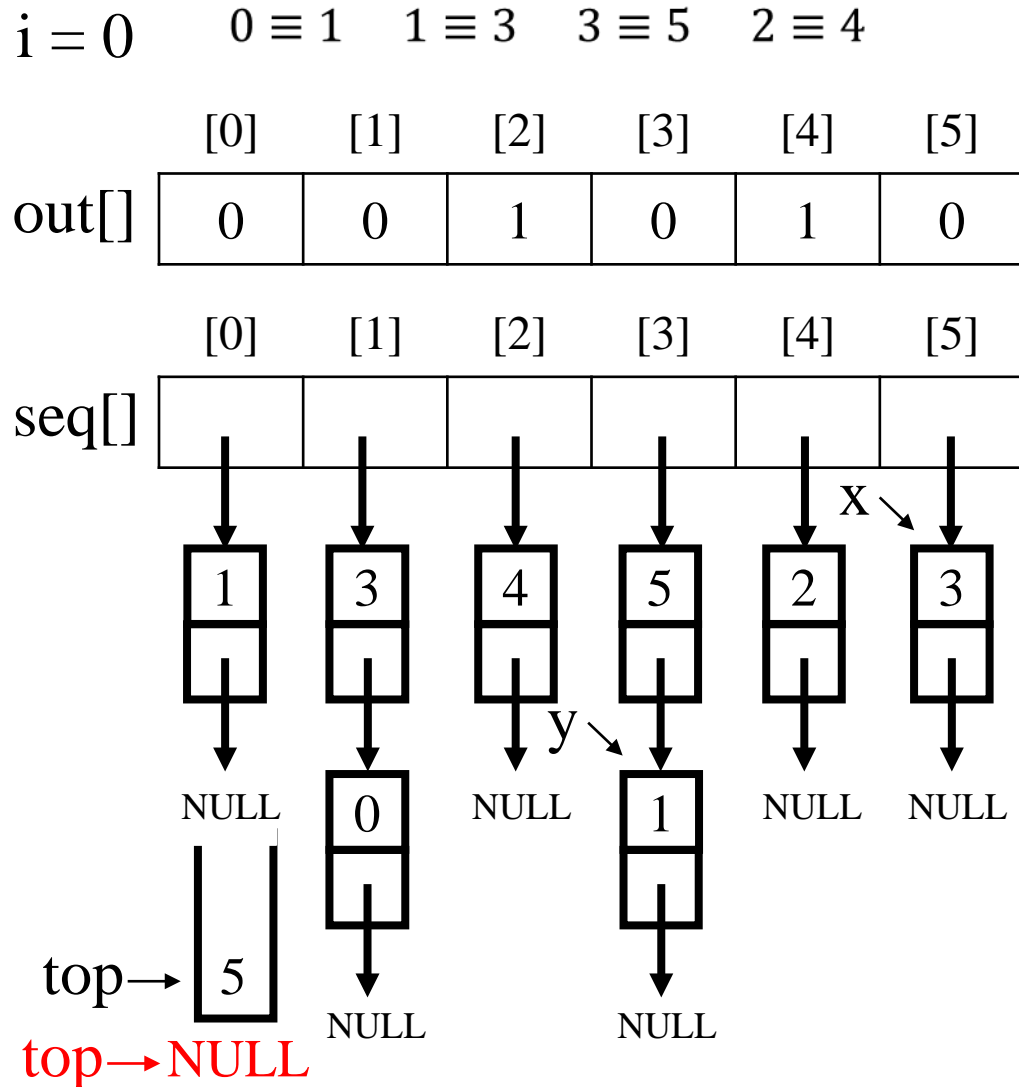 i = 0 0 ≡ 1 1 ≡ 3 3 ≡ 5 2 ≡ 4
[0] [1] [2] [3] [4] [5]
out[] 0 0 1 0 1 0
[0] [1] [2] [3] [4] [5]
seq[]
x
1 3 4 5 2 3
y
NULL 0 NULL 1 NULL NULL
top 5
NULL NULL
top NULL